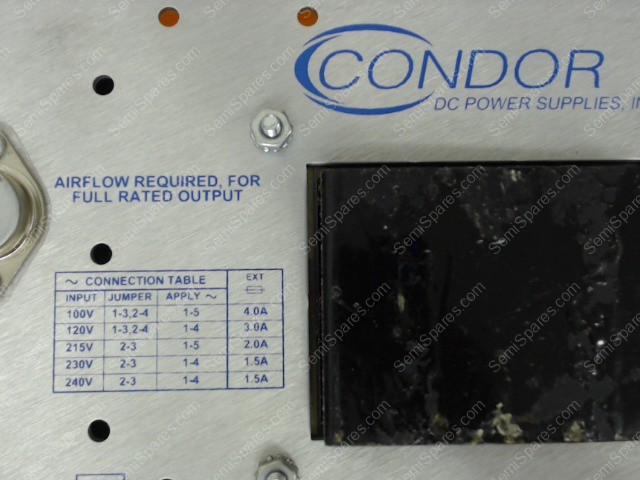 CONDOR
DC POWER SUPPLIES, IN
AIRFLOW REQUIRED, FOR
FULL RATED OUTPUT
~ CONNECTION TABLE EXT
INPUT JUMPER APPLY ~
100V 1-3,2-4 1-5 4.0A
120V 1-3,2-4 1-4 3.0A
215V 2-3 1-5 2.0A
230V 2-3 1-4 1.5A
240V 2-3 1-4 1.5A
SemiSpares.com